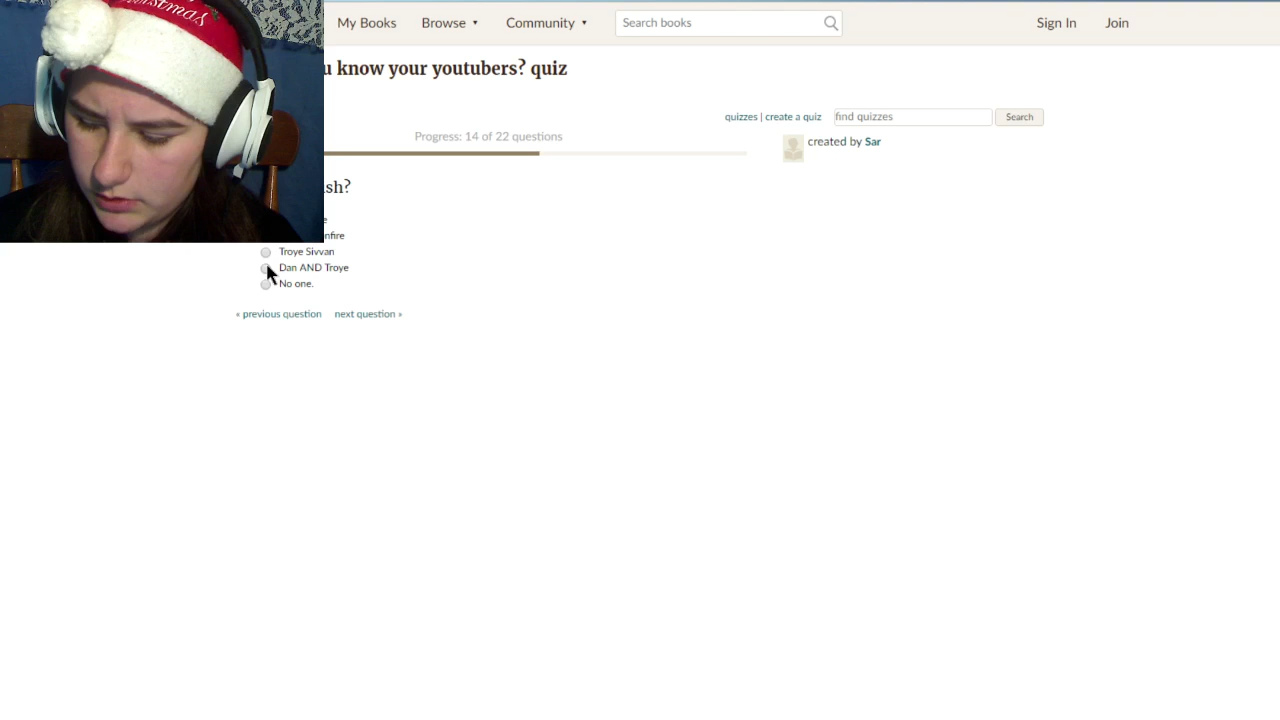 My Books Browse ▾ Community ▾ Search books Sign In Join
u know your youtubers? quiz
quizzes | create a quiz find quizzes Search
Progress: 14 of 22 questions
created by Sar
sh?
e
nfire
Troye Sivvan
Dan AND Troye
No one.
« previous question next question »